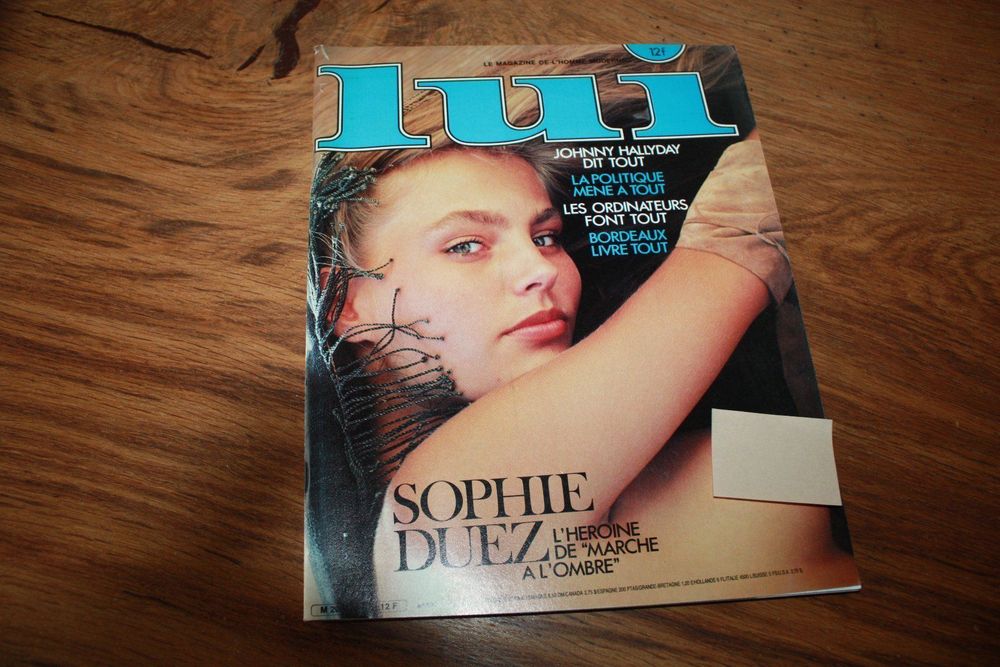 12F
LE MAGAZINE DE L'HOMME MODERNE
lui
JOHNNY HALLYDAY
DIT TOUT
LA POLITIQUE
MENE A TOUT
LES ORDINATEURS
FONT TOUT
BORDEAUX
LIVRE TOUT
SOPHIE
DUEZ
L'HEROINE
DE "MARCHE
A L'OMBRE"
12 F